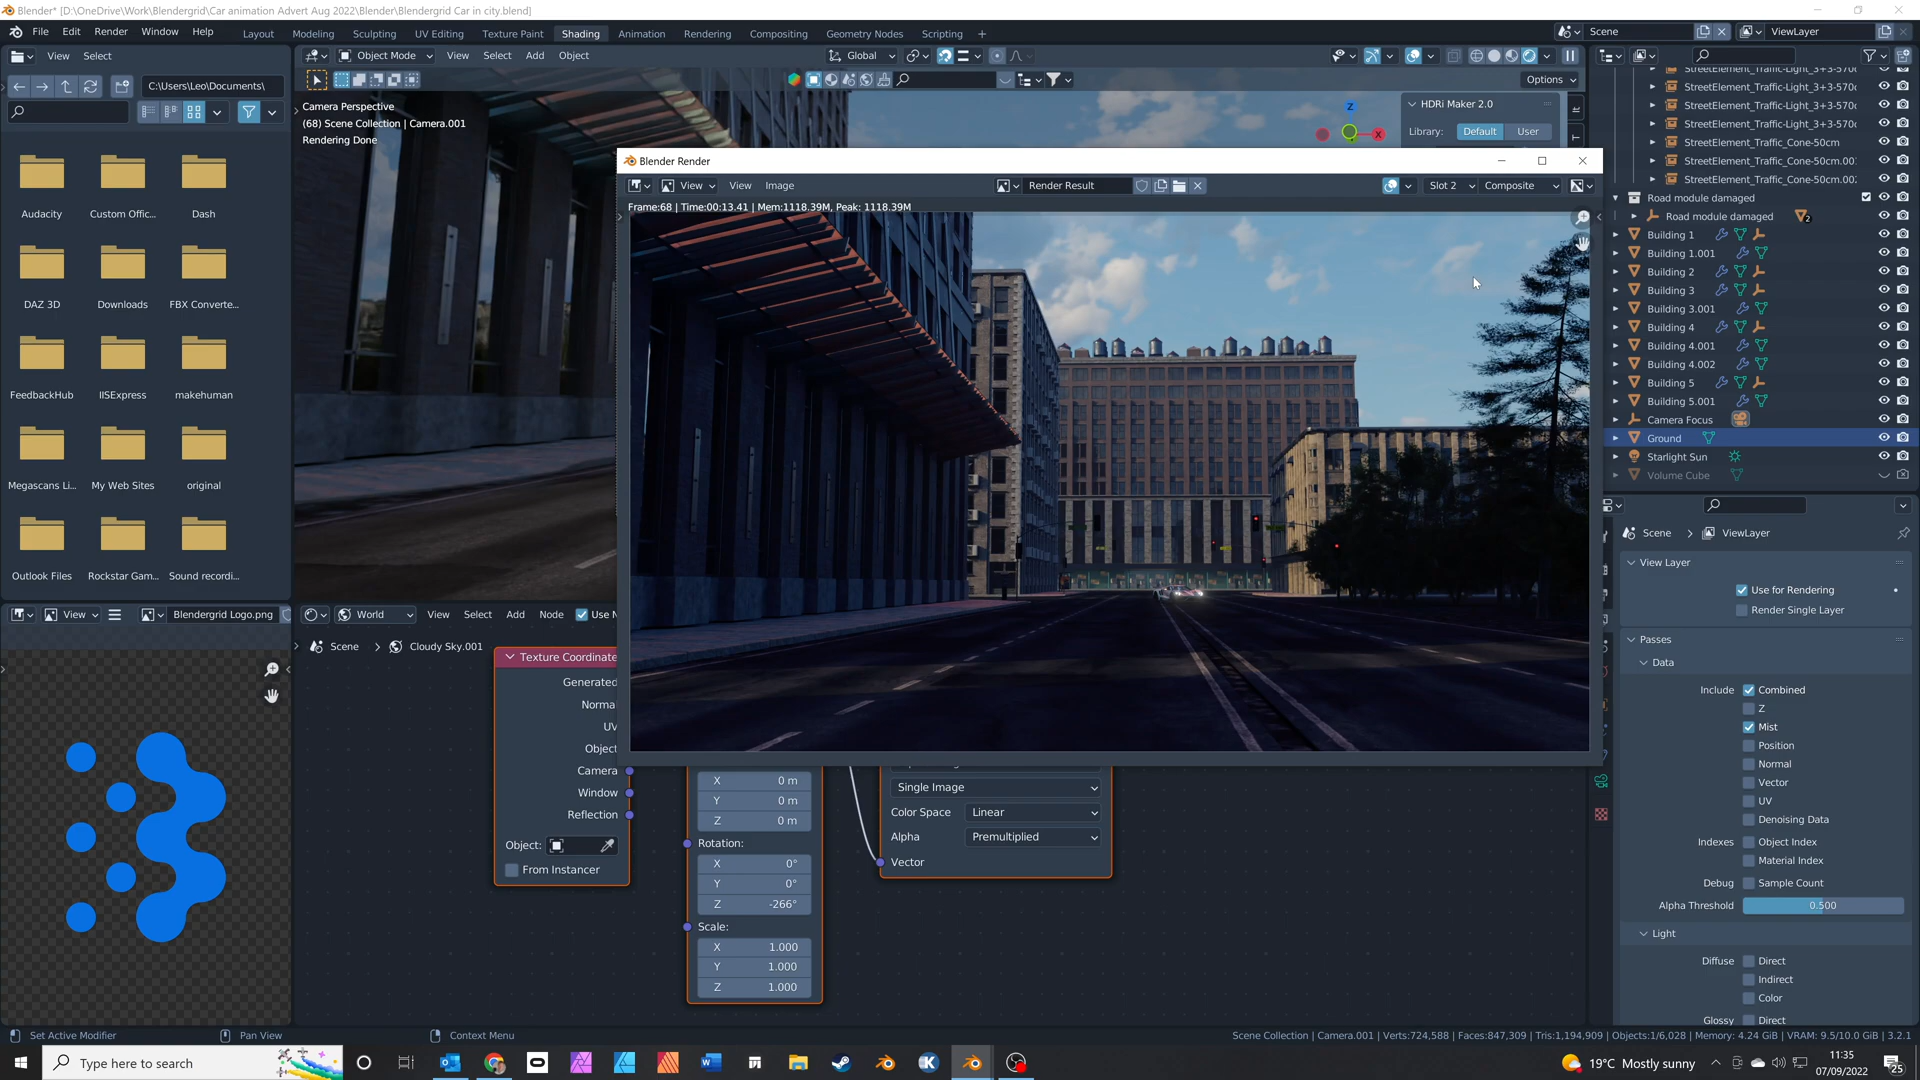 Blender* [D:\OneDrive\Work\Blendergrid\Car animation Advert Aug 2022\Blender\Blendergrid Car in city.blend]
File Edit Render Window Help
Layout Modeling Sculpting UV Editing Texture Paint Shading Animation Rendering Compositing Geometry Nodes Scripting +
Scene
ViewLayer
View Select
Object Mode View Select Add Object
Global
C:\Users\Leo\Documents\
Options
Audacity
Custom Offic...
Dash
DAZ 3D
Downloads
FBX Converte...
FeedbackHub
IISExpress
makehuman
Megascans Li...
My Web Sites
original
Outlook Files
Rockstar Gam...
Sound recordi...
Camera Perspective
(68) Scene Collection | Camera.001
Rendering Done
HDRi Maker 2.0
Library: Default User
Z
X
Blender Render
View View Image
Render Result
Slot 2 Composite
Frame:68 | Time:00:13.41 | Mem:1118.39M, Peak: 1118.39M
StreetElement_Traffic-Light_3+3-570c
StreetElement_Traffic-Light_3+3-570c
StreetElement_Traffic-Light_3+3-570c
StreetElement_Traffic-Light_3+3-570c
StreetElement_Traffic_Cone-50cm
StreetElement_Traffic_Cone-50cm.00
StreetElement_Traffic_Cone-50cm.00
Road module damaged
Road module damaged 2
Building 1
Building 1.001
Building 2
Building 3
Building 3.001
Building 4
Building 4.001
Building 4.002
Building 5
Building 5.001
Camera Focus
Ground
Starlight Sun
Volume Cube
Scene ViewLayer
View Layer
Use for Rendering
Render Single Layer
Passes
Data
Include Combined
Z
Mist
Position
Normal
Vector
UV
Denoising Data
Indexes Object Index
Material Index
Debug Sample Count
Alpha Threshold 0.500
Light
Diffuse Direct
Indirect
Color
Glossy Direct
View Blendergrid Logo.png
World View Select Add Node Use N
Scene Cloudy Sky.001
Texture Coordinate
Generated
Norma
UV
Object
Camera
Window
Reflection
Object:
From Instancer
X 0 m
Y 0 m
Z 0 m
Rotation:
X 0°
Y 0°
Z -266°
Scale:
X 1.000
Y 1.000
Z 1.000
Single Image
Color Space Linear
Alpha Premultiplied
Vector
Set Active Modifier
Pan View
Context Menu
Scene Collection | Camera.001 | Verts:724,588 | Faces:847,309 | Tris:1,194,909 | Objects:1/6,028 | Memory: 4.24 GiB | VRAM: 9.5/10.0 GiB | 3.2.1
Type here to search
19°C Mostly sunny
11:35
07/09/2022
25